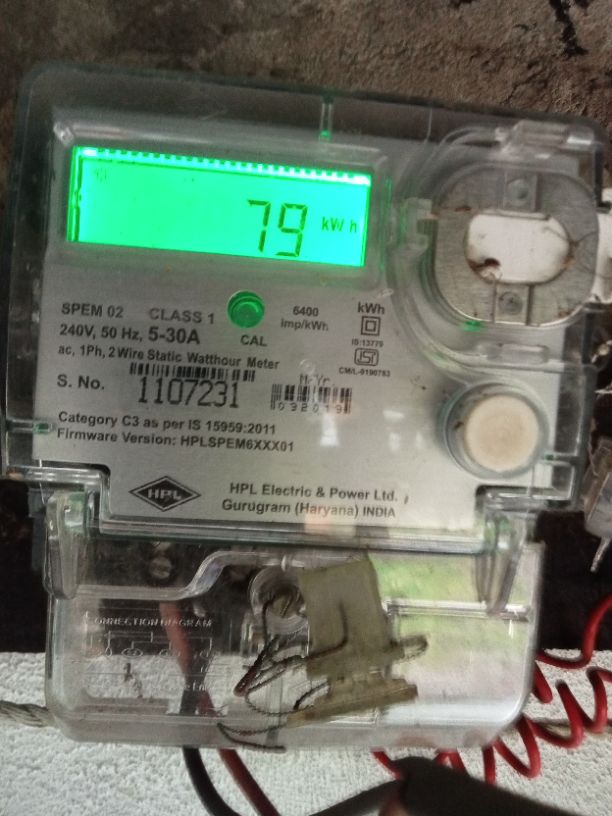 79 kWh
SPEM 02 CLASS 1 6400 imp/kWh kWh
240V, 50 Hz, 5-30A CAL IS:13779
ac, 1Ph, 2 Wire Static Watthour Meter CM/L-9190783
S. No. 1107231 M Yr
092019
Category C3 as per IS 15959:2011
Firmware Version: HPLSPEM6XXX01
HPL HPL Electric & Power Ltd.
Gurugram (Haryana) INDIA
CONNECTION DIAGRAM